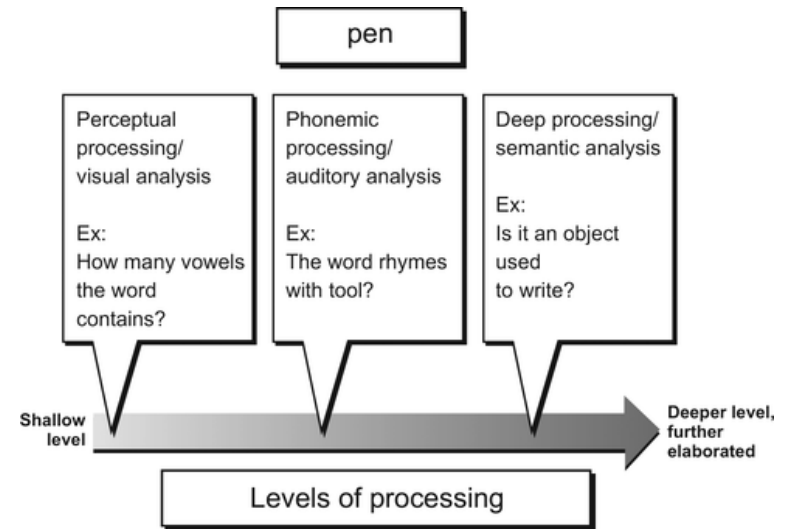 pen
Perceptual
processing/
visual analysis
Ex:
How many vowels
the word
contains?
Phonemic
processing/
auditory analysis
Ex:
The word rhymes
with tool?
Deep processing/
semantic analysis
Ex:
Is it an object
used
to write?
Shallow
level
Deeper level,
further
elaborated
Levels of processing